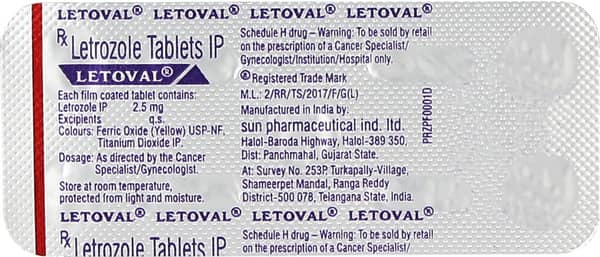 LETOVAL® LETOVAL® LETOVAL® LETOVAL®
Rx Letrozole Tablets IP
LETOVAL®
Each film coated tablet contains:
Letrozole IP 2.5 mg
Excipients q.s.
Colours: Ferric Oxide (Yellow) USP-NF,
Titanium Dioxide IP.
Dosage: As directed by the Cancer
Specialist/Gynecologist.
Store at room temperature,
protected from light and moisture.
Schedule H drug – Warning: To be sold by retail
on the prescription of a Cancer Specialist/
Gynecologist/Institution/Hospital only.
® Registered Trade Mark
M.L.: 2/RR/TS/2017/F/G(L)
Manufactured in India by:
sun pharmaceutical ind. ltd.
Halol-Baroda Highway, Halol-389 350,
Dist: Panchmahal, Gujarat State.
At: Survey No. 253P, Turkapally-Village,
Shameerpet Mandal, Ranga Reddy
District-500 078, Telangana State, India.
PRZPF0001D
LETOVAL® LETOVAL® LETOVAL® LETOVAL®
Rx Letrozole Tablets IP
Schedule H drug – Warning: To be sold by retail
on the prescription of a Cancer Specialist/